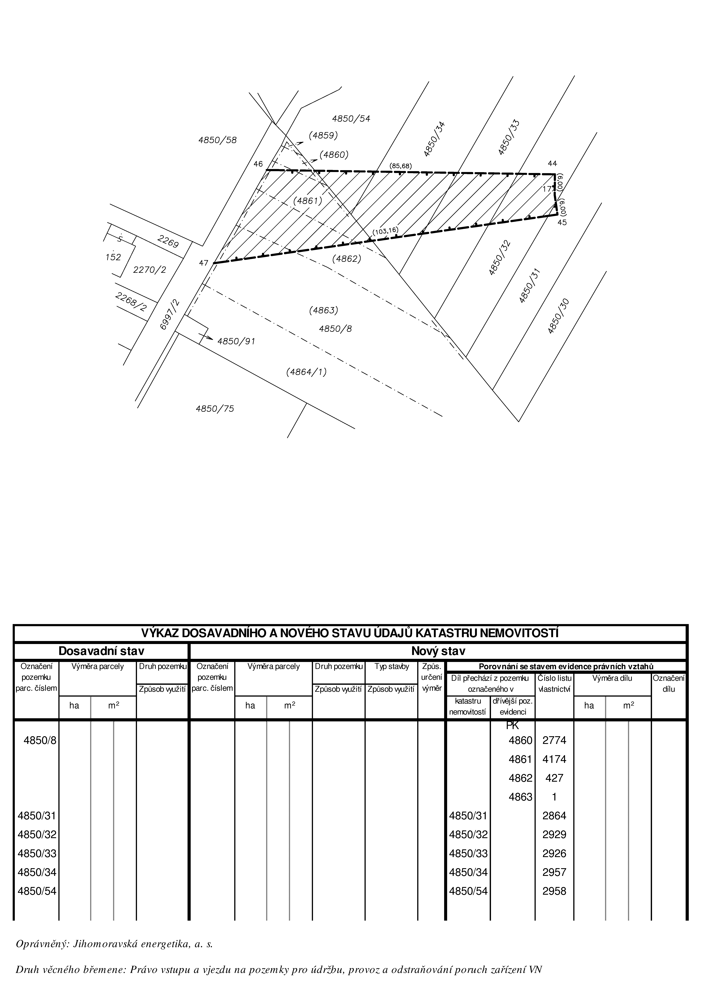 4850/54
4850/34
4850/33
(4859)
4850/58
(4860)
46
(85,68)
44
(6,00)
17
(4861)
(6,00)
45
(103,16)
2269
š
152
47
(4862)
2270/2
4850/32
4850/31
2268/2
6997/2
(4863)
4850/30
4850/8
4850/91
(4864/1)
4850/75
VÝKAZ DOSAVADNÍHO A NOVÉHO STAVU ÚDAJŮ KATASTRU NEMOVITOSTÍ
Dosavadní stav Nový stav
Označení pozemku parc. číslem
Výměra parcely
ha m²
Druh pozemku
Způsob využití
Označení pozemku parc. číslem
Výměra parcely
ha m²
Druh pozemku
Způsob využití
Typ stavby
Způsob využití
Způs. určení výměr
Porovnání se stavem evidence právních vztahů
Díl přechází z pozemku označeného v
katastru nemovitostí
dřívější poz. evidenci
Číslo listu vlastnictví
Výměra dílu
ha m²
Označení dílu
PK
4850/8 4860 2774
4861 4174
4862 427
4863 1
4850/31 4850/31 2864
4850/32 4850/32 2929
4850/33 4850/33 2926
4850/34 4850/34 2957
4850/54 4850/54 2958
Oprávněný: Jihomoravská energetika, a. s.
Druh věcného břemene: Právo vstupu a vjezdu na pozemky pro údržbu, provoz a odstraňování poruch zařízení VN